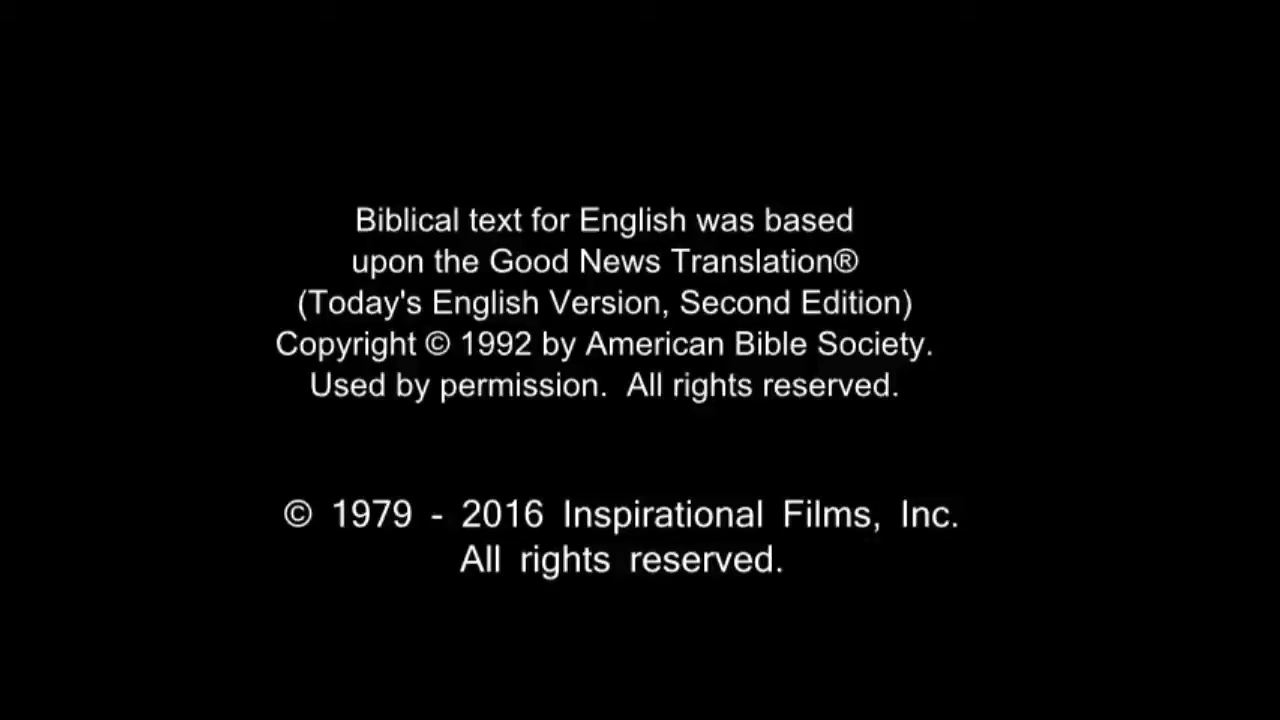 Biblical text for English was based
upon the Good News Translation®
(Today's English Version, Second Edition)
Copyright © 1992 by American Bible Society.
Used by permission.  All rights reserved.
© 1979 - 2016 Inspirational Films, Inc.
All rights reserved.